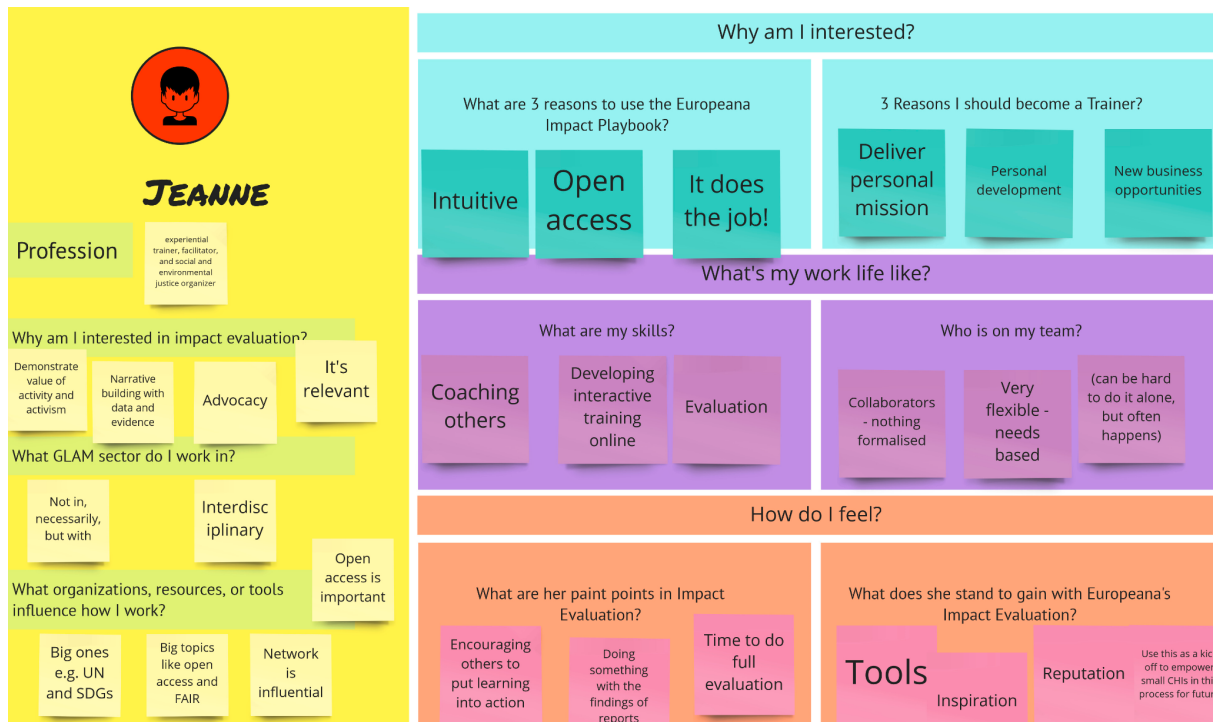 JEANNE
Profession
experiential
trainer, facilitator,
and social and
environmental
justice organizer
Why am I interested in impact evaluation?
Demonstrate
value of
activity and
activism
Narrative
building with
data and
evidence
Advocacy
It's
relevant
What GLAM sector do I work in?
Not in,
necessarily,
but with
Interdisc
iplinary
Open
access is
important
What organizations, resources, or tools
influence how I work?
Big ones
e.g. UN
and SDGs
Big topics
like open
access and
FAIR
Network
is
influential
Why am I interested?
What are 3 reasons to use the Europeana
Impact Playbook?
Intuitive
Open
access
It does
the job!
3 Reasons I should become a Trainer?
Deliver
personal
mission
Personal
development
New business
opportunities
What's my work life like?
What are my skills?
Coaching
others
Developing
interactive
training
online
Evaluation
Who is on my team?
Collaborators
- nothing
formalised
Very
flexible -
needs
based
(can be hard
to do it alone,
but often
happens)
How do I feel?
What are her paint points in Impact
Evaluation?
Encouraging
others to
put learning
into action
Doing
something
with the
findings of
reports
Time to do
full
evaluation
What does she stand to gain with Europeana's
Impact Evaluation?
Tools
Inspiration
Reputation
Use this as a kic
off to empower
small CHIs in thi
process for futur